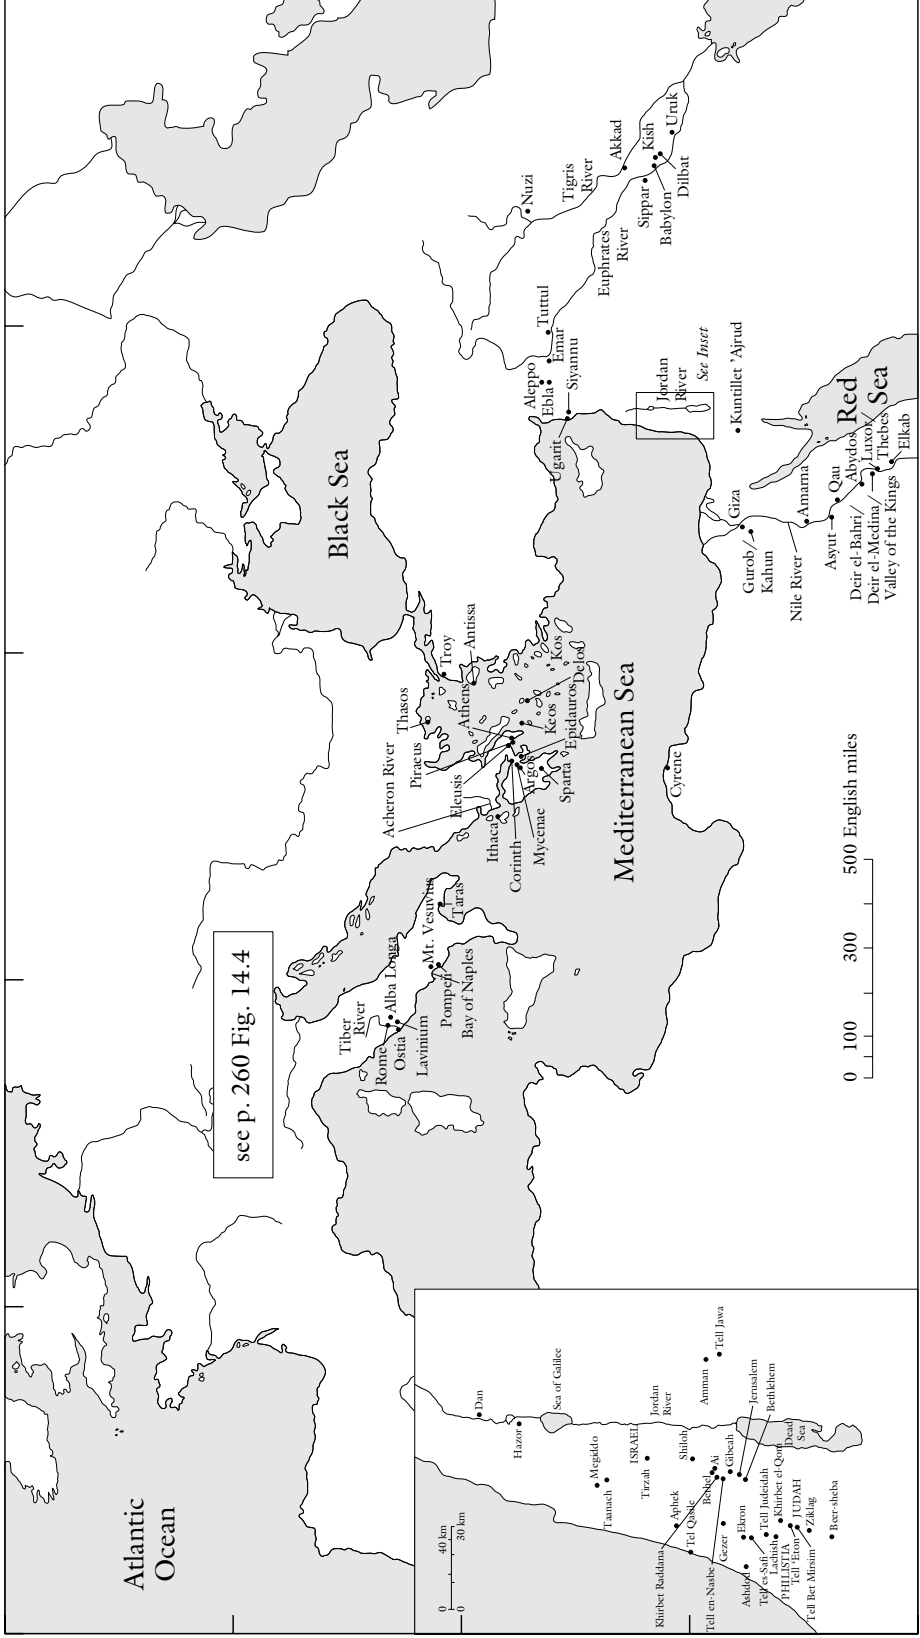 Atlantic
Ocean
see p. 260 Fig. 14.4
Black Sea
Mediterranean Sea
Red
Sea
Tiber
River
Rome
Alba Longa
Ostia
Lavinium
Mt. Vesuvius
Pompeii
Bay of Naples
Taras
Acheron River
Piraeus
Thasos
Eleusis
Athens
Troy
Antissa
Ithaca
Corinth
Mycenae
Argos
Sparta
Epidauros
Keos
Delos
Kos
Cyrene
Aleppo
Ebla
Emar
Tuttul
Siyannu
Ugarit
Nuzi
Tigris
River
Euphrates
River
Akkad
Sippar
Babylon
Kish
Dilbat
Uruk
Jordan
River
See Inset
Kuntillet ’Ajrud
Giza
Gurob/
Kahun
Nile River
Amarna
Asyut
Qau
Abydos
Luxor/
Thebes
Elkab
Deir el-Bahri/
Deir el-Medina/
Valley of the Kings
0 100 300 500 English miles
0 40 km
0 30 km
Dan
Hazor
Sea of Galilee
Megiddo
Taanach
ISRAEL
Tirzah
Jordan
River
Shiloh
Aphek
Tel Qasile
Khirbet Raddana
Bethel
Ai
Gibeah
Amman
Tell Jawa
Jerusalem
Bethlehem
Tell en-Nasbe
Gezer
Ekron
Ashdod
Tell es-Safi
Tell Judeidah
Lachish
Khirbet el-Qom
PHILISTIA
JUDAH
Tell ‘Eton
Ziklag
Tell Bet Mirsim
Beer-sheba
Dead
Sea